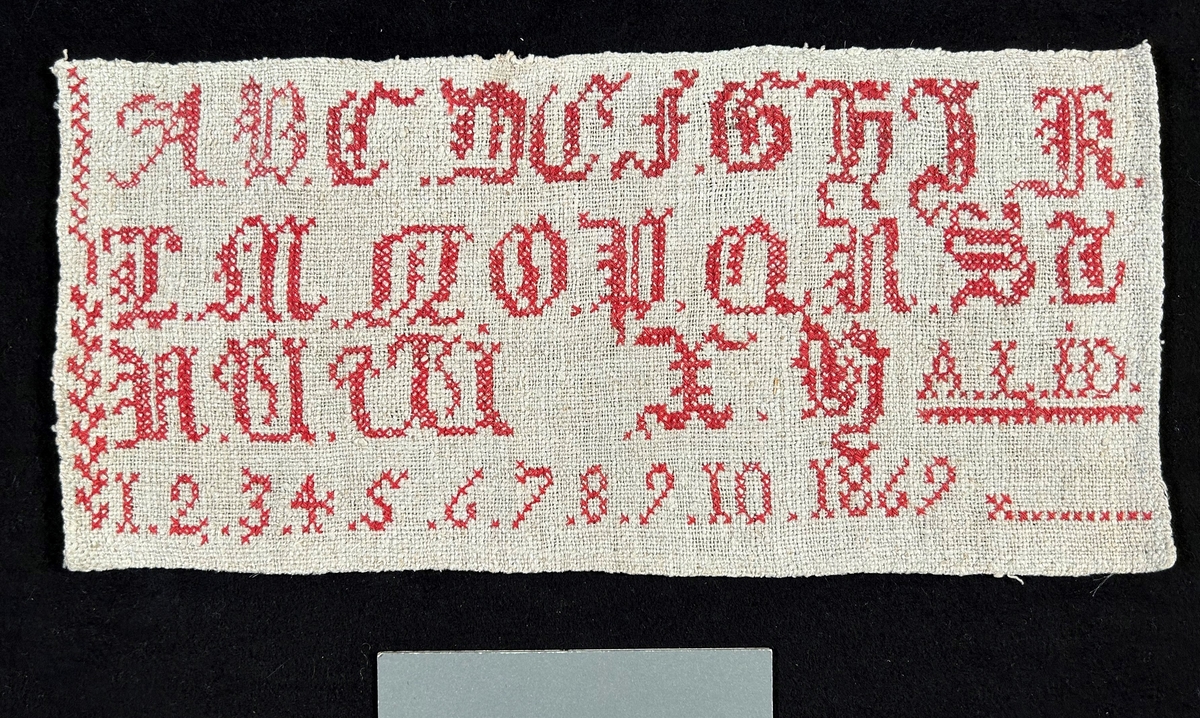 A B. C . D C F. G H J K.
L. M . N O. P. Q. R. S. T
U V. W . X . Y A. L. D.
1. 2. . 3. 4. . 5 . 6. . 7 . 8. . 9. . 10 . 1869